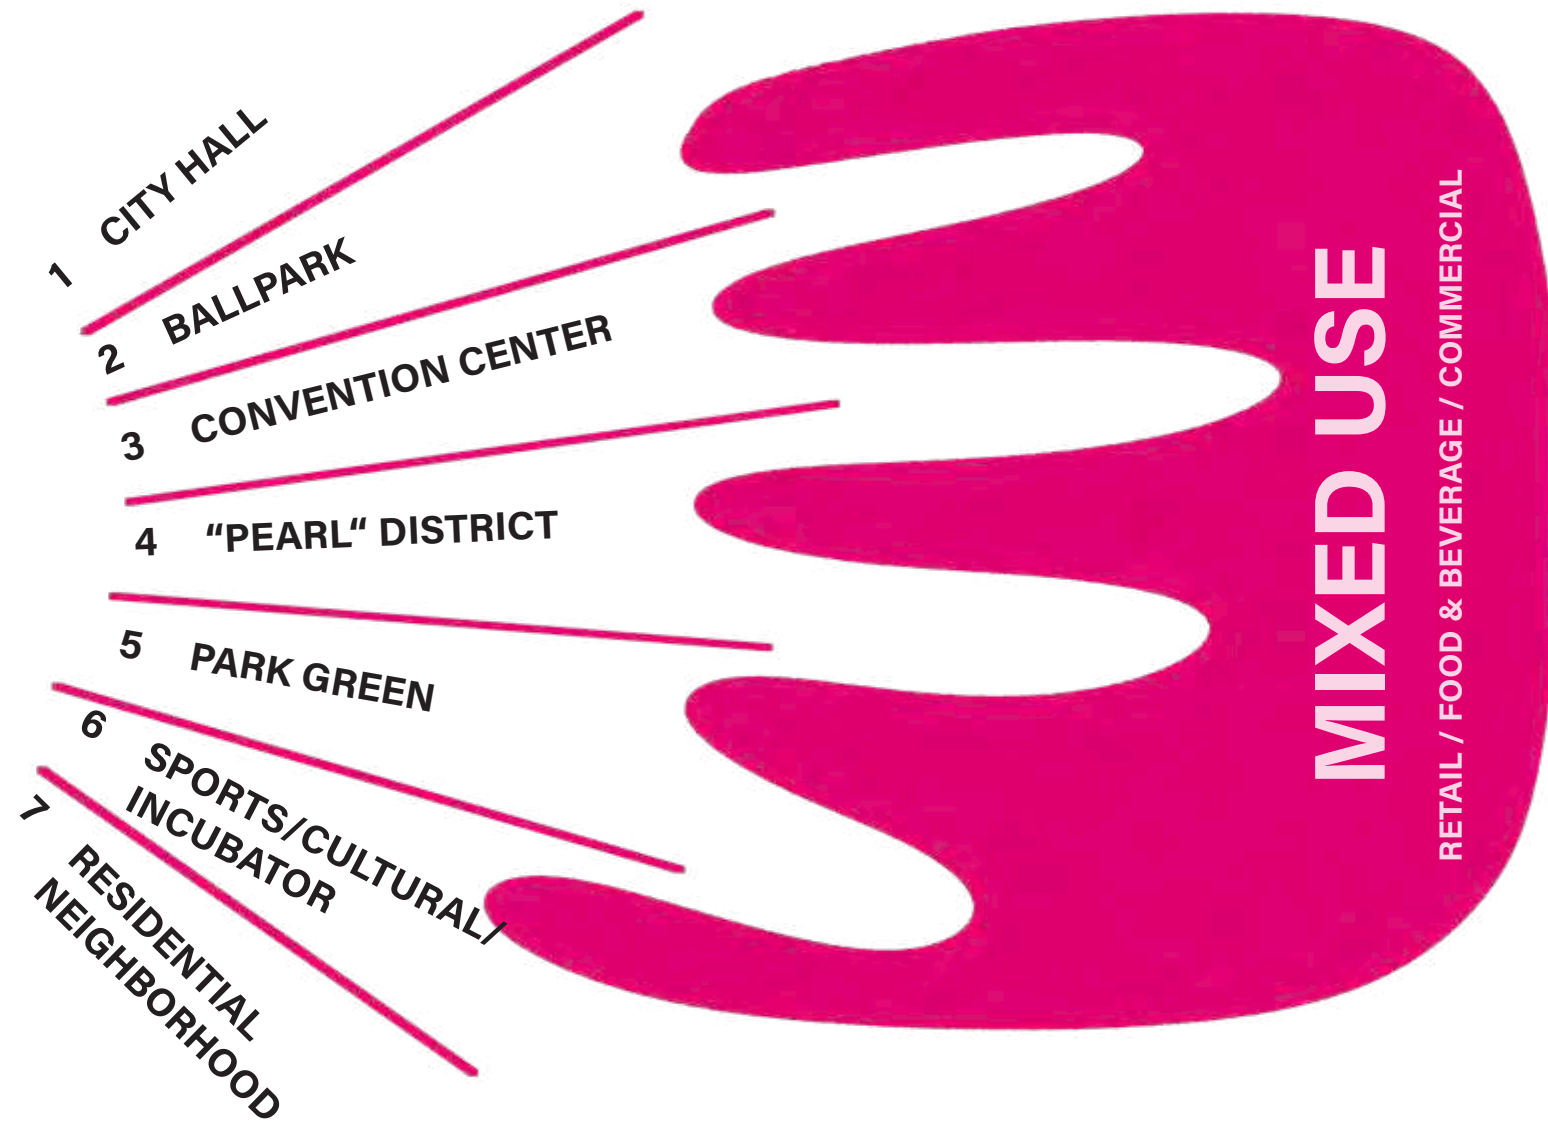 1 CITY HALL
2 BALLPARK
3 CONVENTION CENTER
4 “PEARL“ DISTRICT
5 PARK GREEN
6 SPORTS/CULTURAL/
INCUBATOR
7 RESIDENTIAL
NEIGHBORHOOD
MIXED USE
RETAIL / FOOD & BEVERAGE / COMMERCIAL